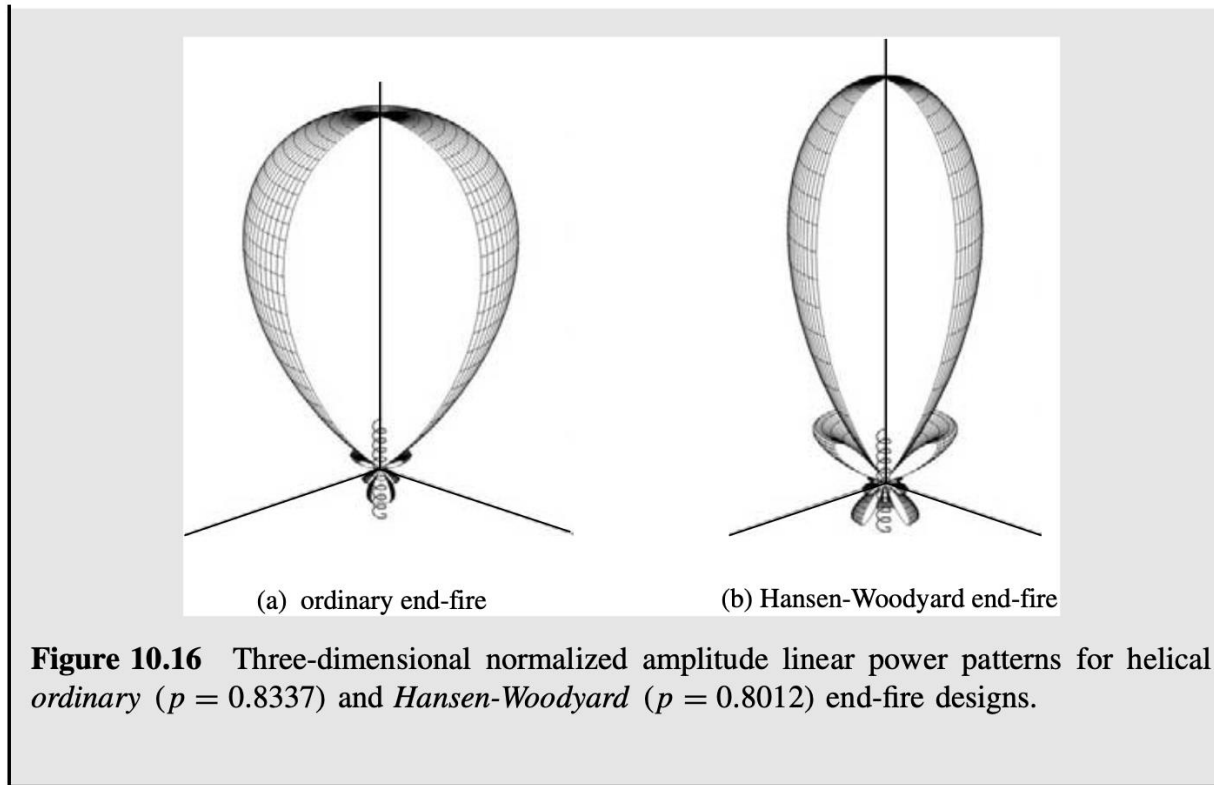 (a) ordinary end-fire
(b) Hansen-Woodyard end-fire
Figure 10.16 Three-dimensional normalized amplitude linear power patterns for helical
ordinary (p = 0.8337) and Hansen-Woodyard (p = 0.8012) end-fire designs.